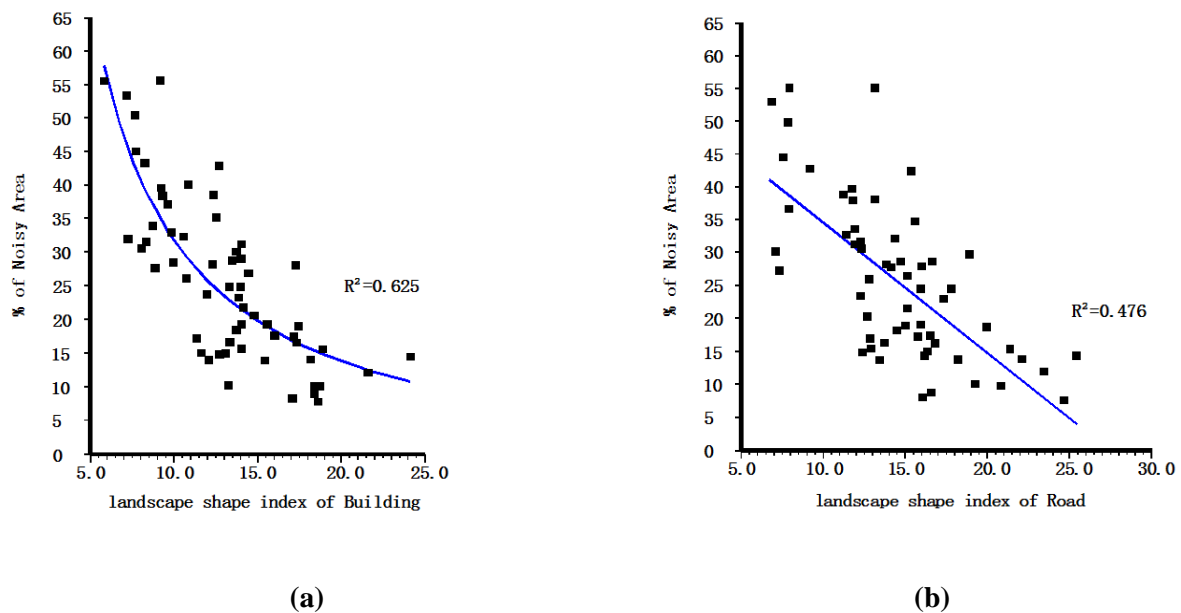 65
60
55
50
45
40
35
30
25
20
15
10
5
0
% of Noisy Area
R²=0.625
5.0 10.0 15.0 20.0 25.0
landscape shape index of Building
(a)
65
60
55
50
45
40
35
30
25
20
15
10
5
0
% of Noisy Area
R²=0.476
5.0 10.0 15.0 20.0 25.0 30.0
landscape shape index of Road
(b)